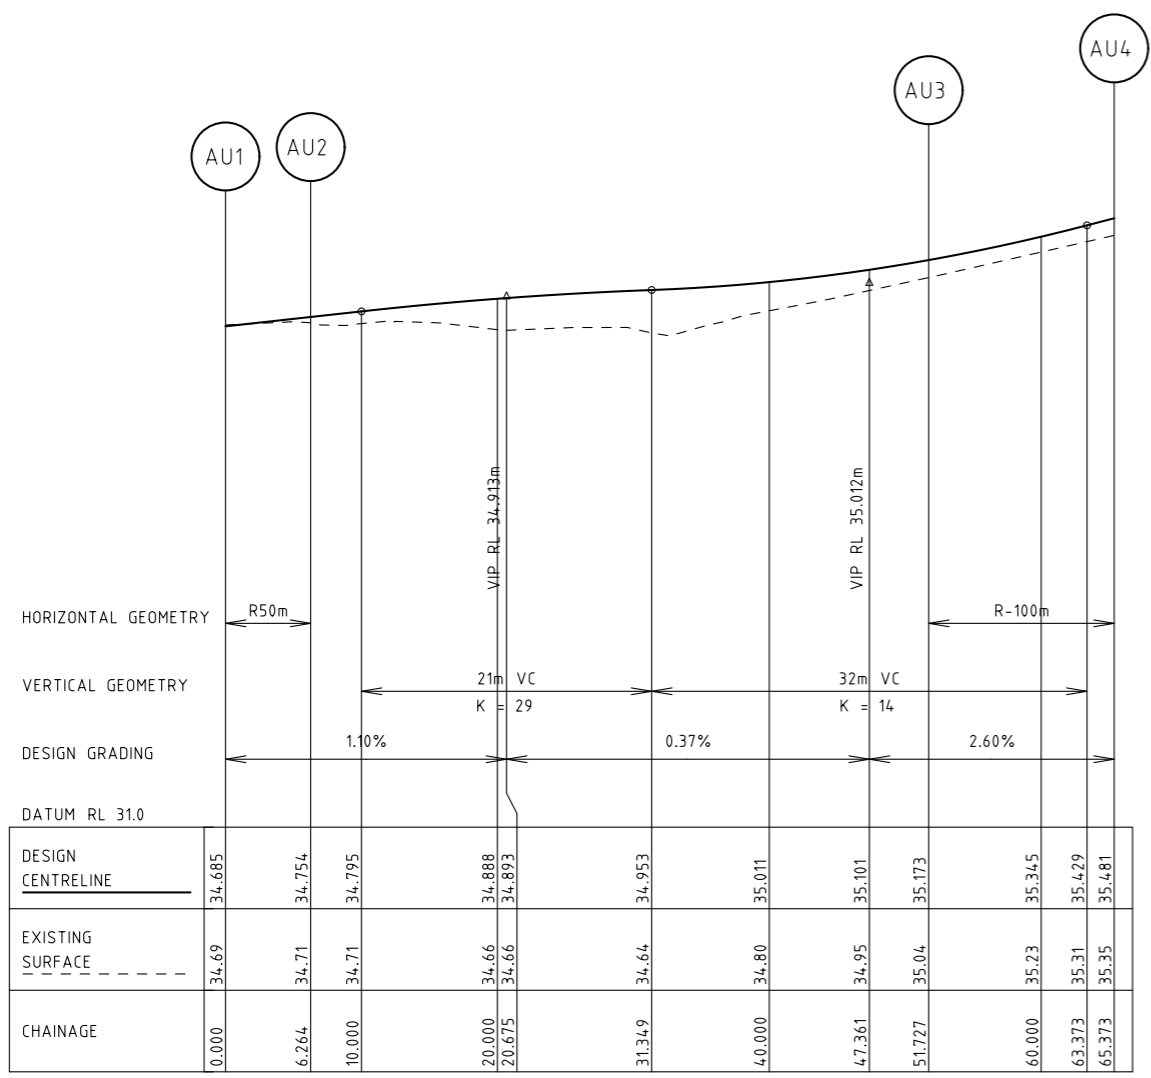 AU4
AU3
AU1
AU2
VIP RL 34.913m
VIP RL 35.012m
HORIZONTAL GEOMETRY
R50m
R-100m
VERTICAL GEOMETRY
21m VC
32m VC
K = 29
K = 14
DESIGN GRADING
1.10%
0.37%
2.60%
DATUM RL 31.0
DESIGN
CENTRELINE
34.685
34.754
34.795
34.888
34.893
34.953
35.011
35.101
35.173
35.345
35.429
35.481
EXISTING
SURFACE
34.69
34.71
34.71
34.66
34.66
34.64
34.80
34.95
35.04
35.23
35.31
35.35
CHAINAGE
0.000
6.264
10.000
20.000
20.675
31.349
40.000
47.361
51.727
60.000
63.373
65.373